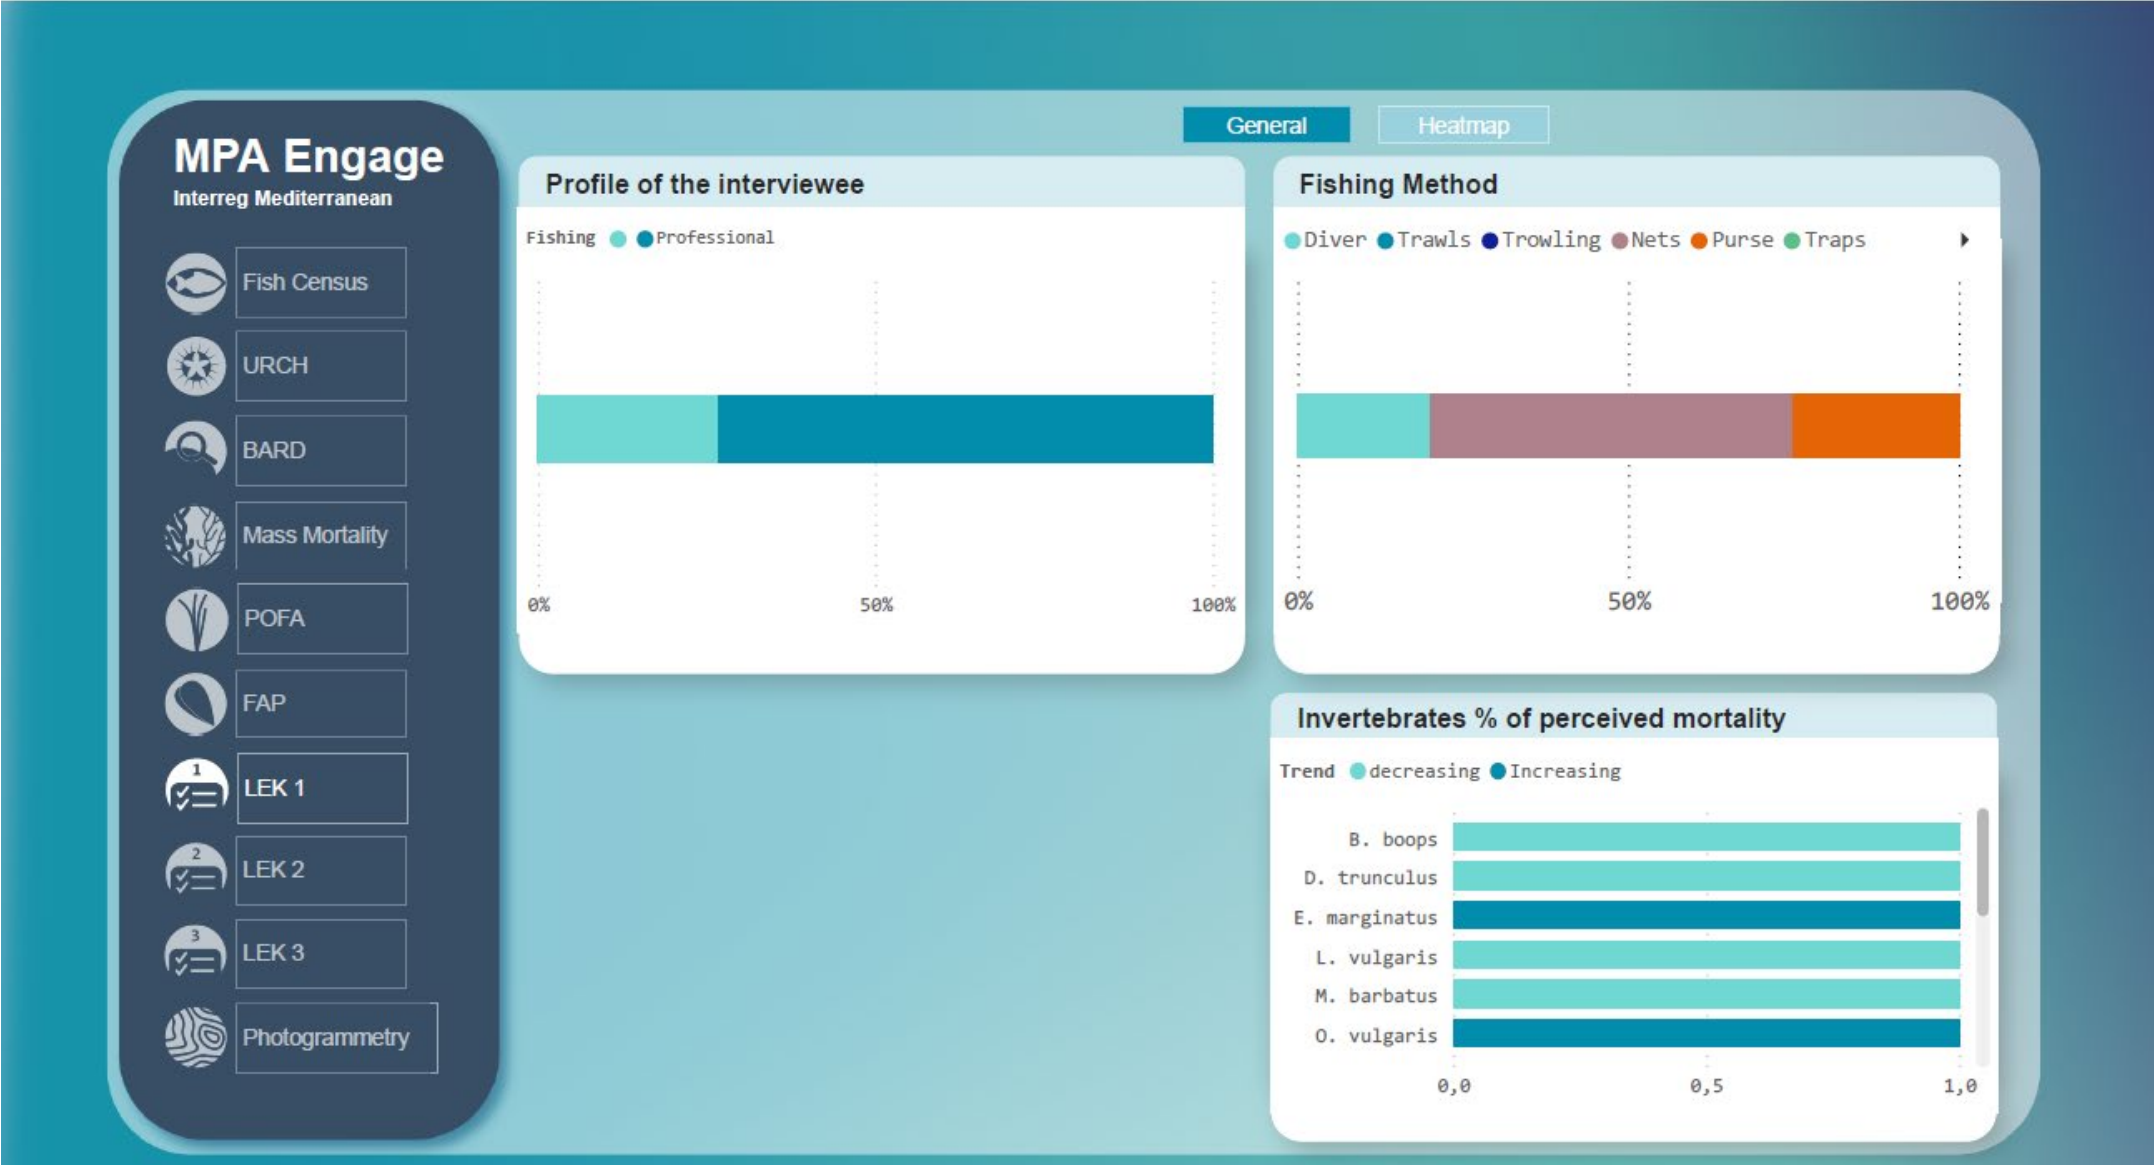 MPA Engage
Interreg Mediterranean
Fish Census
URCH
BARD
Mass Mortality
POFA
FAP
1
LEK 1
2
LEK 2
3
LEK 3
Photogrammetry
General
Heatmap
Profile of the interviewee
Fishing Professional
0% 50% 100%
Fishing Method
Diver Trawls Trowling Nets Purse Traps
0% 50% 100%
Invertebrates % of perceived mortality
Trend decreasing Increasing
B. boops
D. trunculus
E. marginatus
L. vulgaris
M. barbatus
O. vulgaris
0,0 0,5 1,0